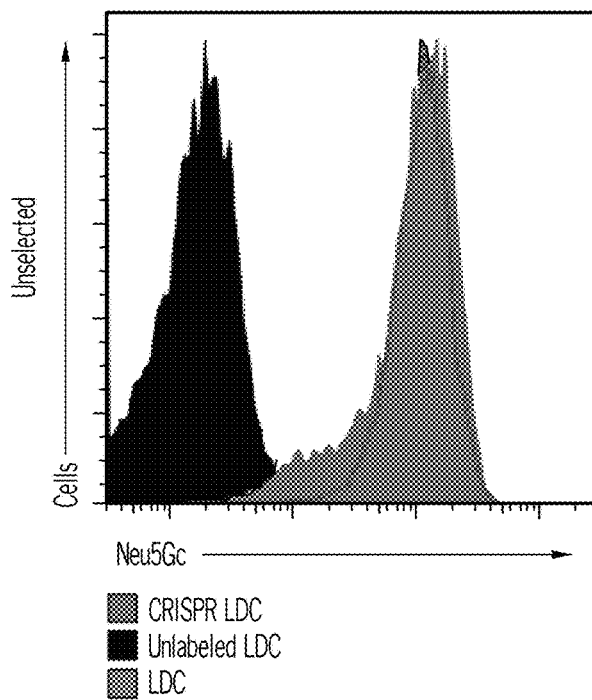 Unselected
Cells
Neu5Gc
CRISPR LDC
Unlabeled LDC
LDC